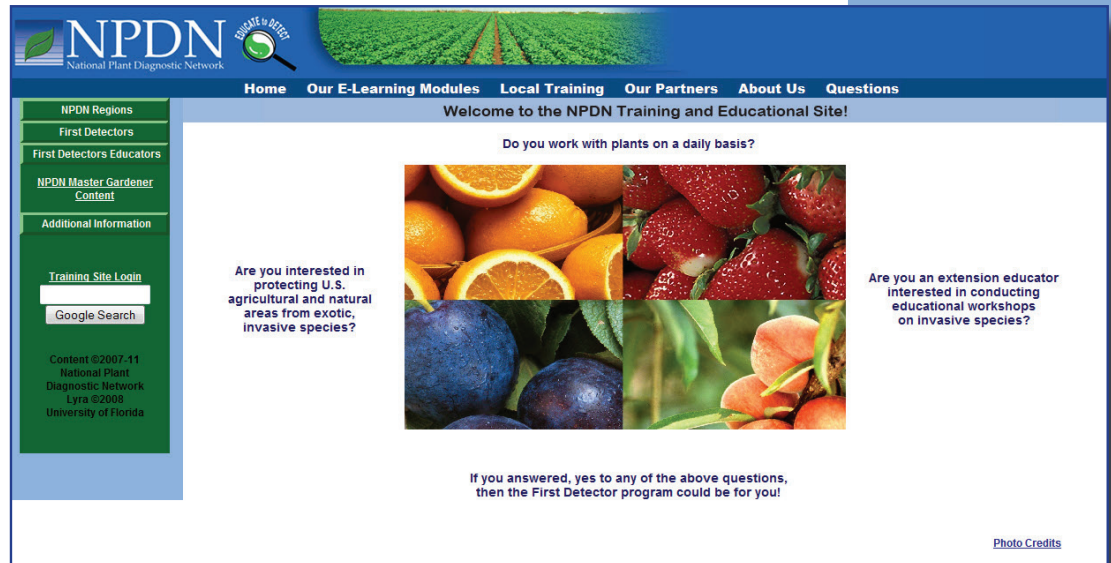 NPDN
National Plant Diagnostic Network
EDUCATE to DETECT
Home Our E-Learning Modules Local Training Our Partners About Us Questions
NPDN Regions
First Detectors
First Detectors Educators
NPDN Master Gardener
Content
Additional Information
Training Site Login
Google Search
Content ©2007-11
National Plant
Diagnostic Network
Lyra ©2008
University of Florida
Welcome to the NPDN Training and Educational Site!
Do you work with plants on a daily basis?
Are you interested in
protecting U.S.
agricultural and natural
areas from exotic,
invasive species?
Are you an extension educator
interested in conducting
educational workshops
on invasive species?
If you answered, yes to any of the above questions,
then the First Detector program could be for you!
Photo Credits